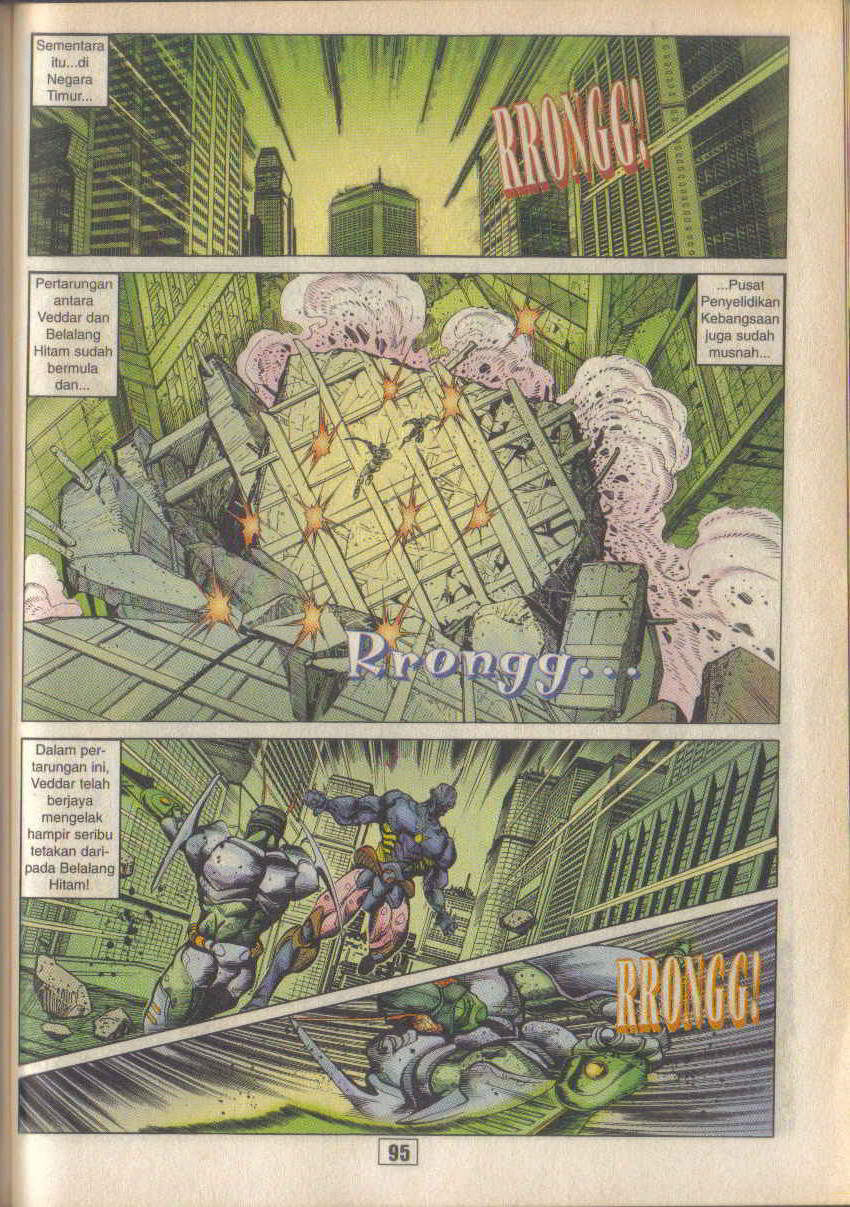 Sementara
itu...di
Negara
Timur...
RRONGG!
Pertarungan
antara
Veddar dan
Belalang
Hitam sudah
bermula
dan...
...Pusat
Penyelidikan
Kebangsaan
juga sudah
musnah...
Rrongg...
Dalam per-
tarungan ini,
Veddar telah
berjaya
mengelak
hampir seribu
tetakan dari-
pada Belalang
Hitam!
RRONGG!
95